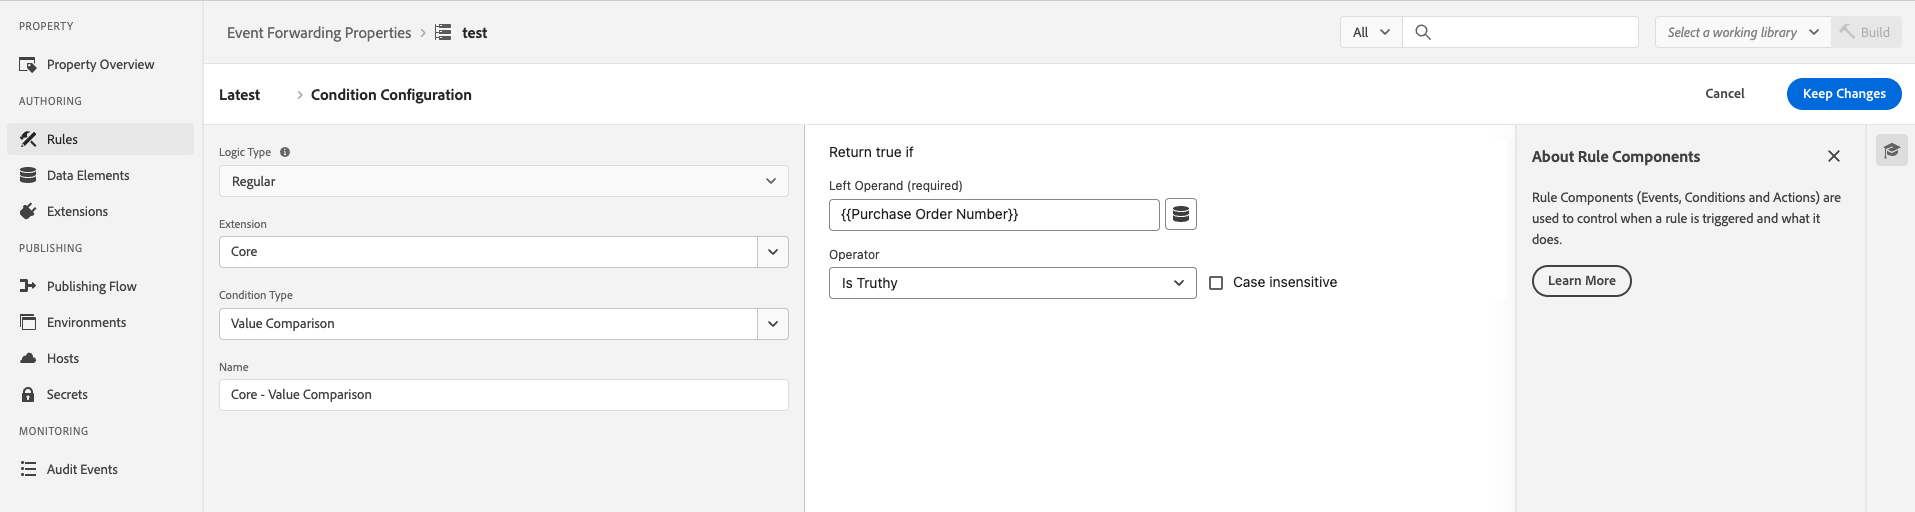 PROPERTY
Property Overview
AUTHORING
Rules
Data Elements
Extensions
PUBLISHING
Publishing Flow
Environments
Hosts
Secrets
MONITORING
Audit Events
Event Forwarding Properties > test
All
Select a working library
Build
Latest > Condition Configuration
Cancel
Keep Changes
Logic Type
Regular
Extension
Core
Condition Type
Value Comparison
Name
Core - Value Comparison
Return true if
Left Operand (required)
{{Purchase Order Number}}
Operator
Is Truthy
Case insensitive
About Rule Components
Rule Components (Events, Conditions and Actions) are
used to control when a rule is triggered and what it
does.
Learn More